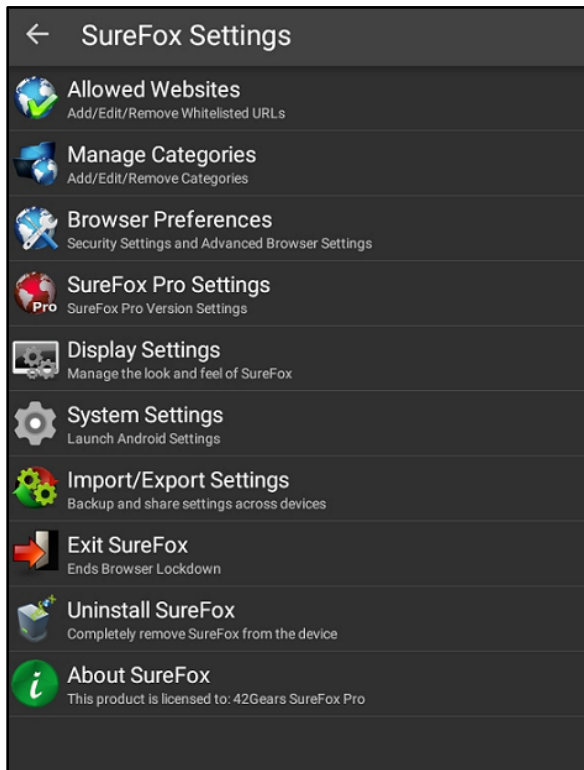 SureFox Settings
Allowed Websites
Add/Edit/Remove Whitelisted URLs
Manage Categories
Add/Edit/Remove Categories
Browser Preferences
Security Settings and Advanced Browser Settings
SureFox Pro Settings
Pro
SureFox Pro Version Settings
Display Settings
Manage the look and feel of SureFox
System Settings
Launch Android Settings
Import/Export Settings
Backup and share settings across devices
Exit SureFox
Ends Browser Lockdown
Uninstall SureFox
Completely remove SureFox from the device
About SureFox
i
This product is licensed to: 42Gears SureFox Pro